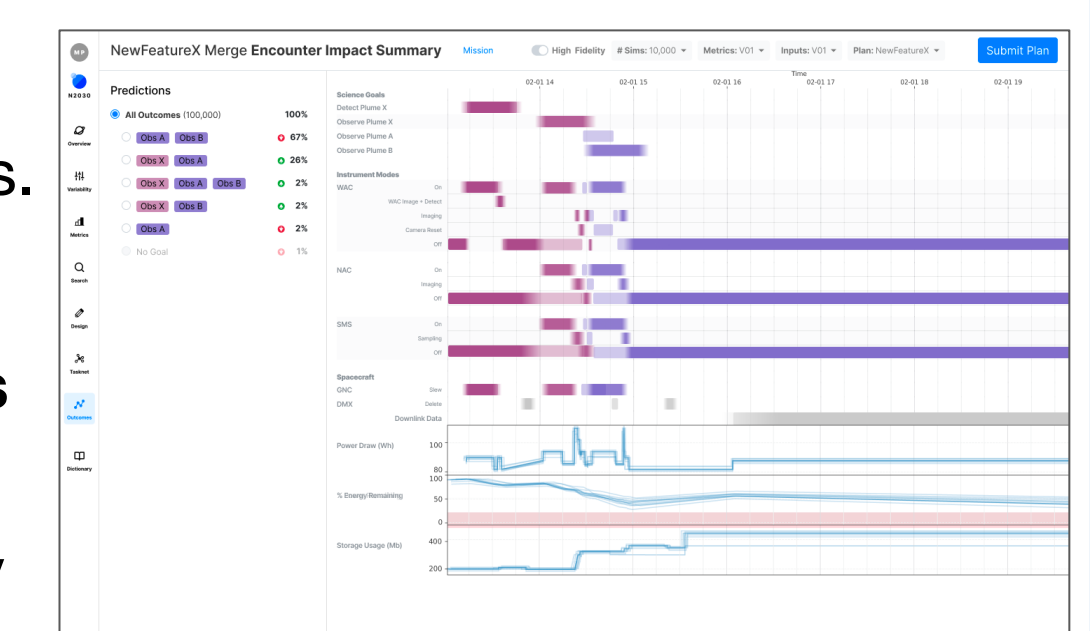 s.
s
y
MP
N2030
Overview
Variability
Metrics
Search
Design
Tasknet
Outcomes
Dictionary
NewFeatureX Merge Encounter Impact Summary
Mission
High Fidelity
# Sims: 10,000
Metrics: V01
Inputs: V01
Plan: NewFeatureX
Submit Plan
Predictions
All Outcomes (100,000) 100%
Obs A Obs B 67%
Obs X Obs A 26%
Obs X Obs A Obs B 2%
Obs X Obs B 2%
Obs A 2%
No Goal 1%
Time
02-01 14 02-01 15 02-01 16 02-01 17 02-01 18 02-01 19
Science Goals
Detect Plume X
Observe Plume X
Observe Plume A
Observe Plume B
Instrument Modes
WAC On
WAC Image + Detect
Imaging
Camera Reset
Off
NAC On
Imaging
Off
SMS On
Sampling
Off
Spacecraft
GNC Slew
DMX Delete
Downlink Data
Power Draw (Wh) 100
80
% Energy Remaining 100
50
0
Storage Usage (Mb) 400
200